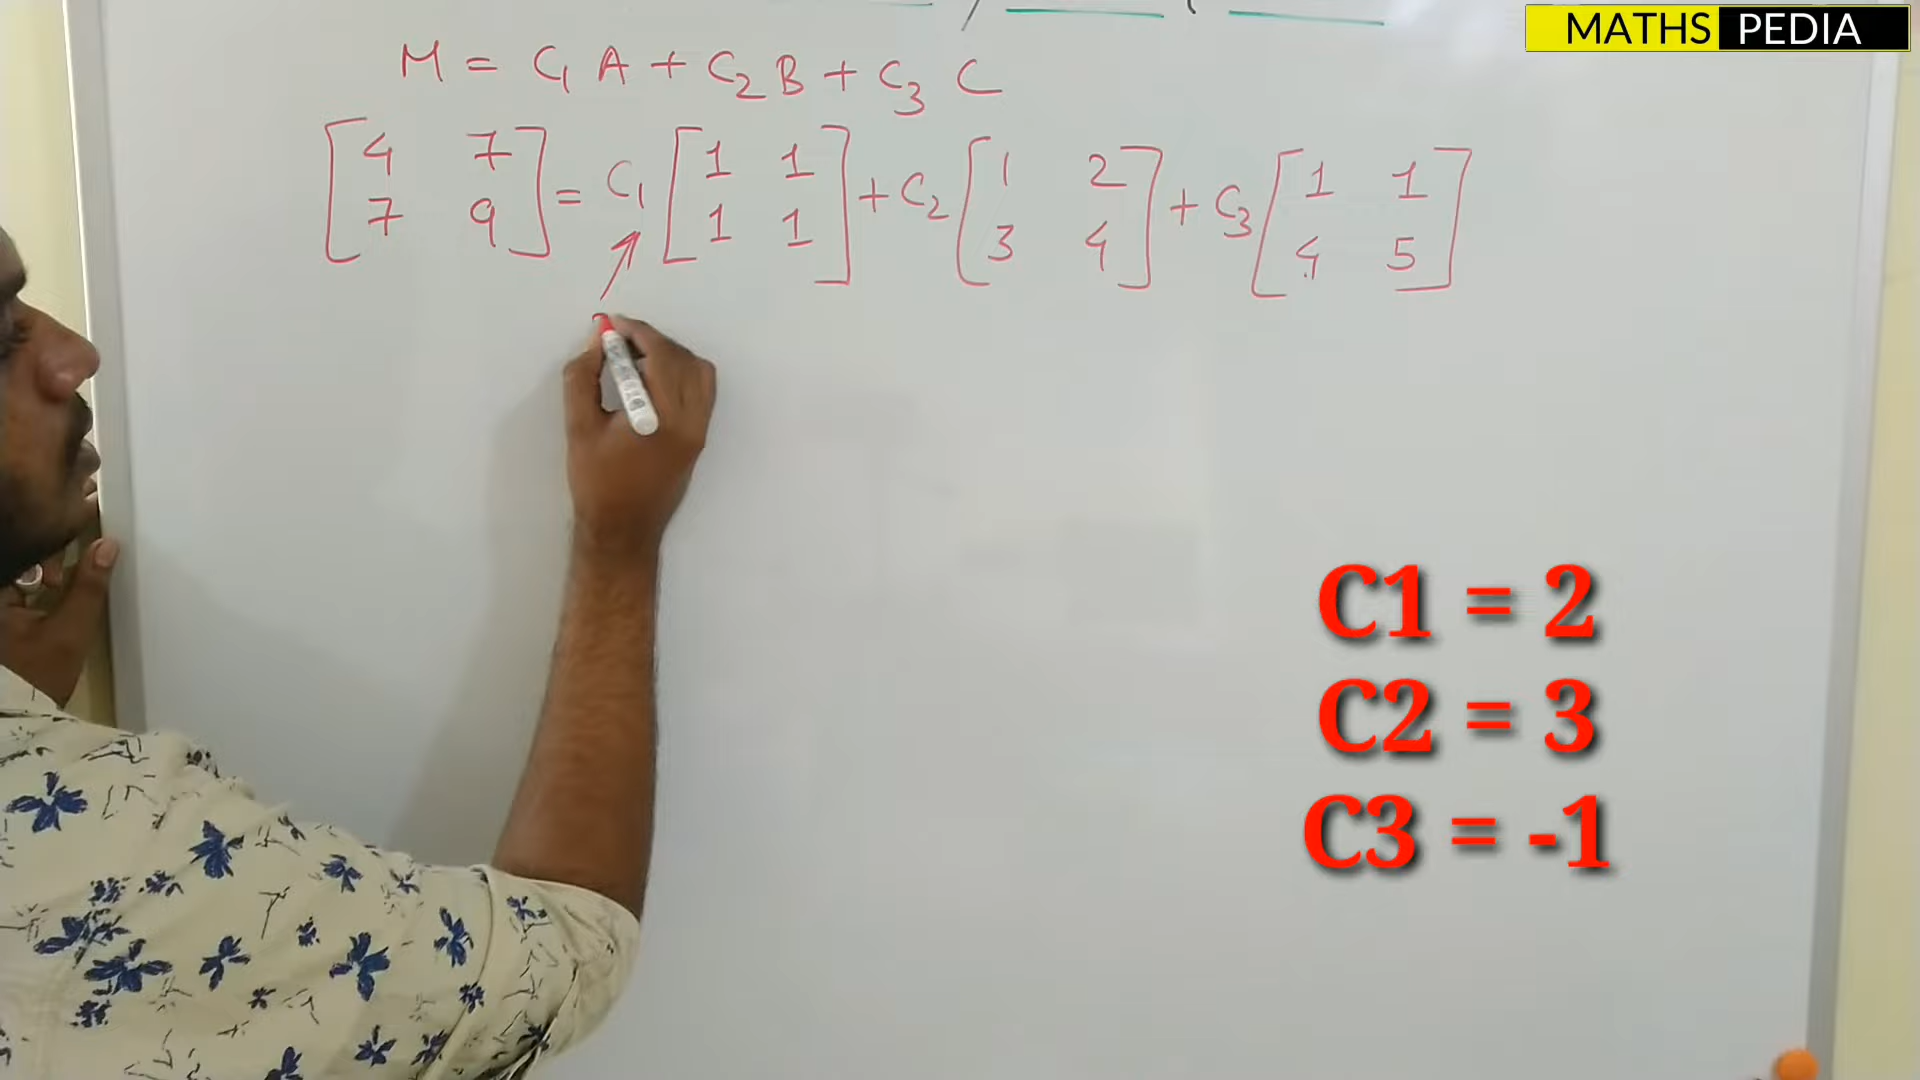 MATHS PEDIA
M = C1 A + C2 B + C3 C
[4 7
7 9] = C1 [1 1
1 1] + C2 [1 2
3 4] + C3 [1 1
4 5]
C1 = 2
C2 = 3
C3 = -1